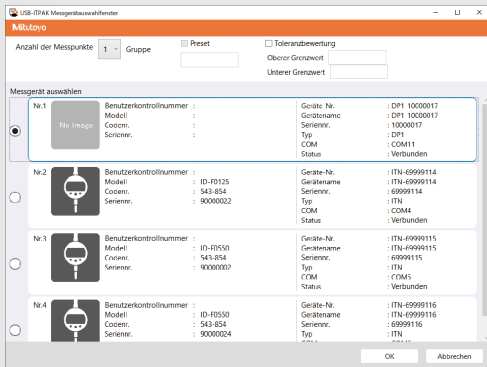 USB-ITPAK Messgerätauswahlfenster
Mitutoyo
Anzahl der Messpunkte 1 Gruppe
Preset
Toleranzbewertung
Oberer Grenzwert
Unterer Grenzwert
Messgerät auswählen
Nr.1
No Image
Benutzerkontrollnummer :
Modell :
Codenr. :
Seriennr. :
Geräte Nr. : DP1 10000017
Gerätename : DP1 10000017
Seriennr. : 10000017
Typ : DP1
COM : COM11
Status : Verbunden
Nr.2
Benutzerkontrollnummer :
Modell : ID-F0125
Codenr. : 543-854
Seriennr. : 90000022
Geräte-Nr. : ITN-69999114
Gerätename : ITN-69999114
Seriennr. : 69999114
Typ : ITN
COM : COM4
Status : Verbunden
Nr.3
Benutzerkontrollnummer :
Modell : ID-F0550
Codenr. : 543-854
Seriennr. : 90000002
Geräte-Nr. : ITN-69999115
Gerätename : ITN-69999115
Seriennr. : 69999115
Typ : ITN
COM : COM5
Status : Verbunden
Nr.4
Benutzerkontrollnummer :
Modell : ID-F0550
Codenr. : 543-854
Seriennr. : 90000024
Geräte-Nr. : ITN-69999116
Gerätename : ITN-69999116
Seriennr. : 69999116
Typ : ITN
OK
Abbrechen